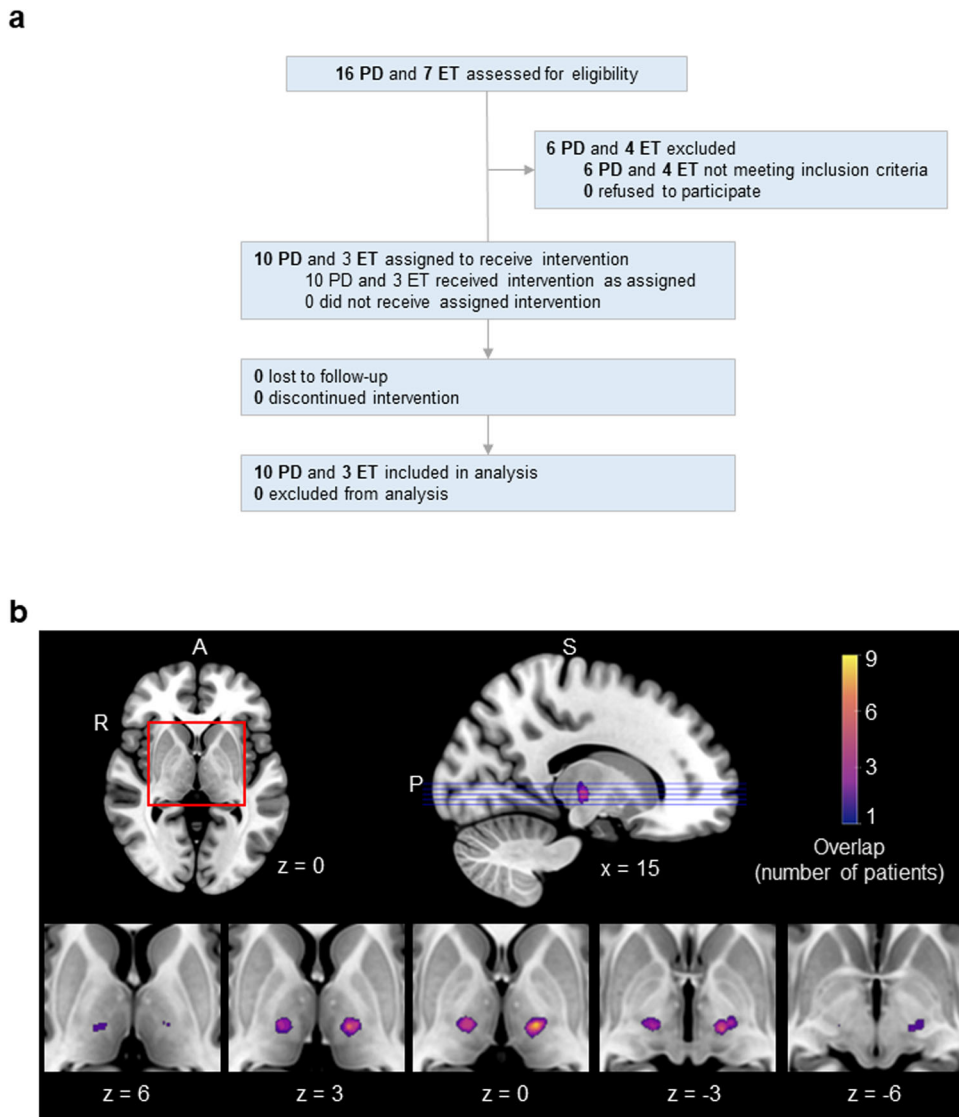 a
16 PD and 7 ET assessed for eligibility
6 PD and 4 ET excluded
6 PD and 4 ET not meeting inclusion criteria
0 refused to participate
10 PD and 3 ET assigned to receive intervention
10 PD and 3 ET received intervention as assigned
0 did not receive assigned intervention
0 lost to follow-up
0 discontinued intervention
10 PD and 3 ET included in analysis
0 excluded from analysis
b
A
R
z = 0
S
P
x = 15
9
6
3
1
Overlap
(number of patients)
z = 6
z = 3
z = 0
z = -3
z = -6